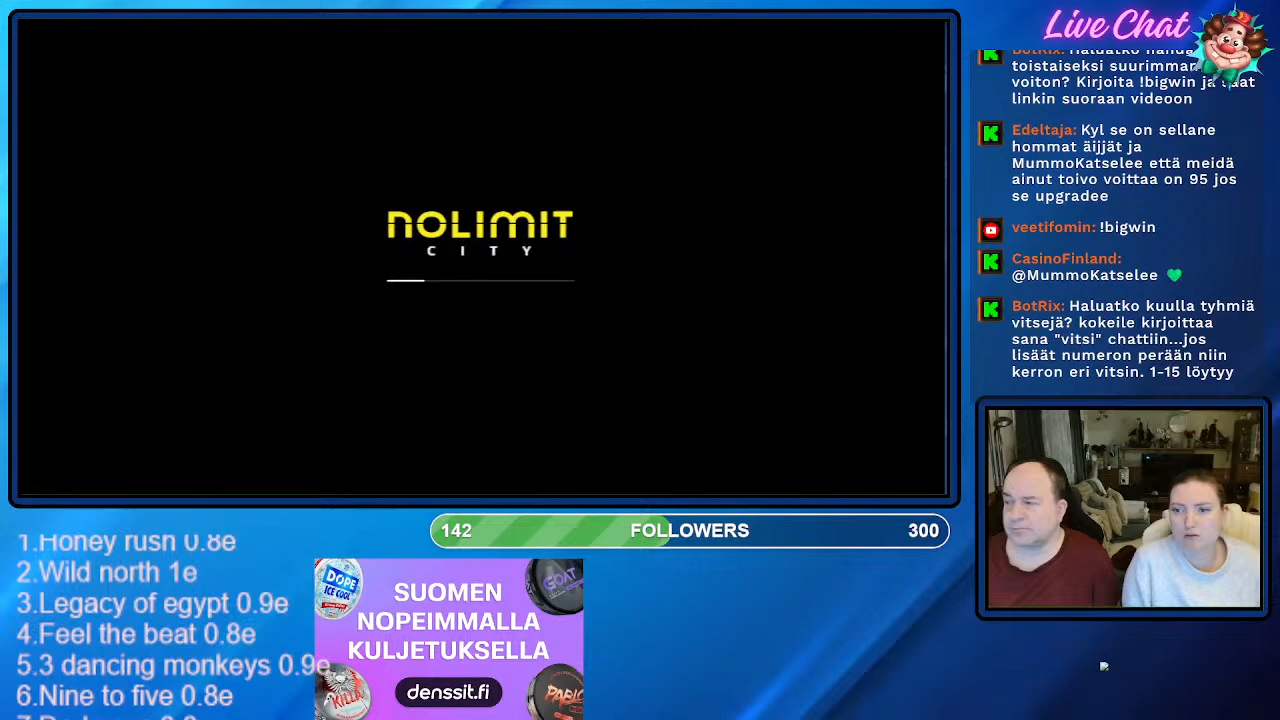 NOLIMIT
CITY
Live Chat
toistaiseksi suurimman
voiton? Kirjoita !bigwin ja saat
linkin suoraan videoon
Edeltaja: Kyl se on sellane
hommat äijjät ja
MummoKatselee että meidä
ainut toivo voittaa on 95 jos
se upgradee
veetifomin: !bigwin
CasinoFinland:
@MummoKatselee 💚
BotRix: Haluatko kuulla tyhmiä
vitsejä? kokeile kirjoittaa
sana "vitsi" chattiin...jos
lisäät numeron perään niin
kerron eri vitsin. 1-15 löytyy
142 FOLLOWERS 300
1.Honey rush 0.8e
2.Wild north 1e
3.Legacy of egypt 0.9e
4.Feel the beat 0.8e
5.3 dancing monkeys 0.9e
6.Nine to five 0.8e
DOPE
ICE COOL
GOAT
SUOMEN
NOPEIMMALLA
KULJETUKSELLA
denssit.fi
KILLA
PABLO